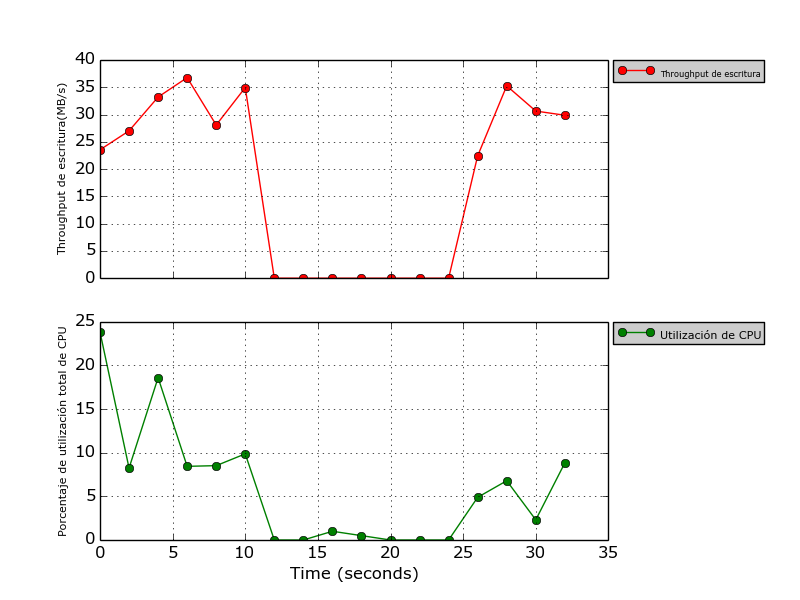 40
35
30
25
20
15
10
5
0
Throughput de escritura(MB/s)
Throughput de escritura
25
20
15
10
5
0
Porcentaje de utilización total de CPU
Utilización de CPU
0 5 10 15 20 25 30 35
Time (seconds)